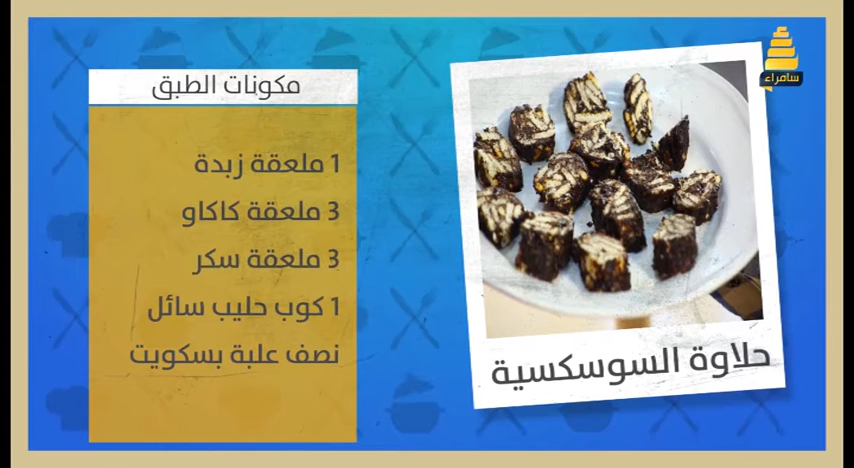 سامراء
مكونات الطبق
1 ملعقة زبدة
3 ملعقة كاكاو
3 ملعقة سكر
1 كوب حليب سائل
نصف علبة بسكويت
حلاوة السوسكسية